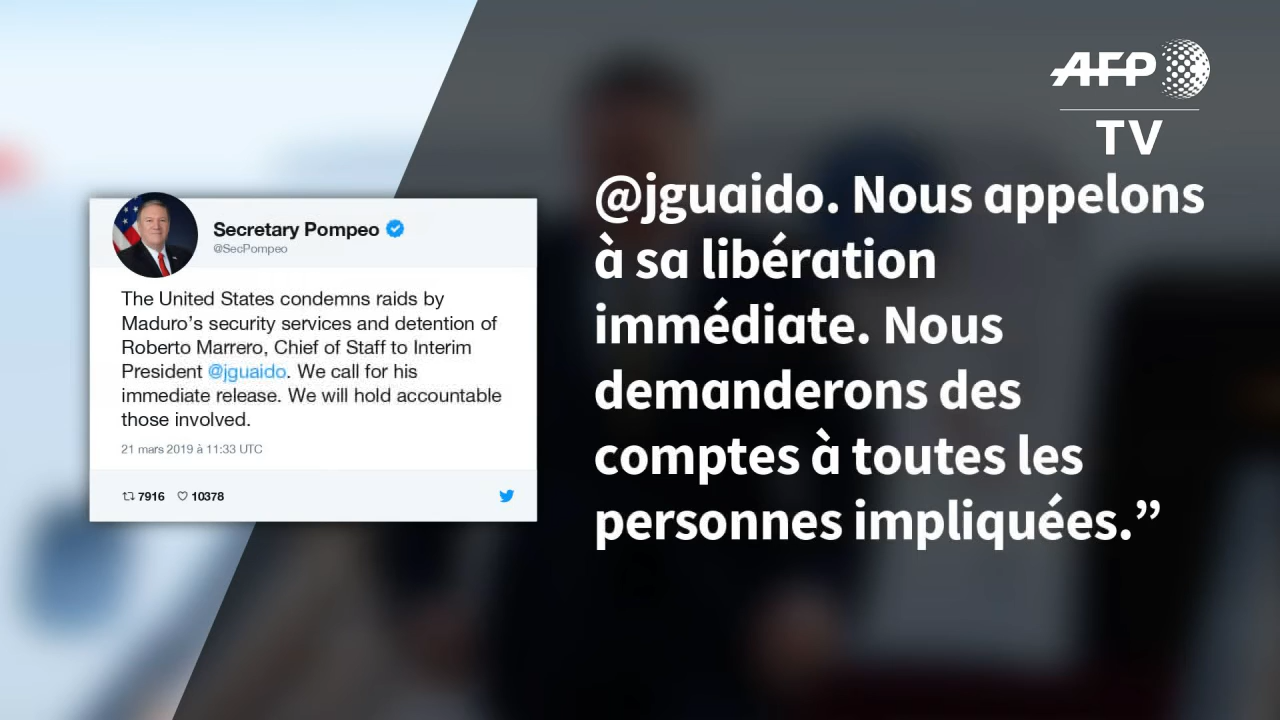 AFP
TV
Secretary Pompeo
@SecPompeo
The United States condemns raids by
Maduro's security services and detention of
Roberto Marrero, Chief of Staff to Interim
President @jguaido. We call for his
immediate release. We will hold accountable
those involved.
21 mars 2019 à 11:33 UTC
7916 10378
@jguaido. Nous appelons
à sa libération
immédiate. Nous
demanderons des
comptes à toutes les
personnes impliquées.”